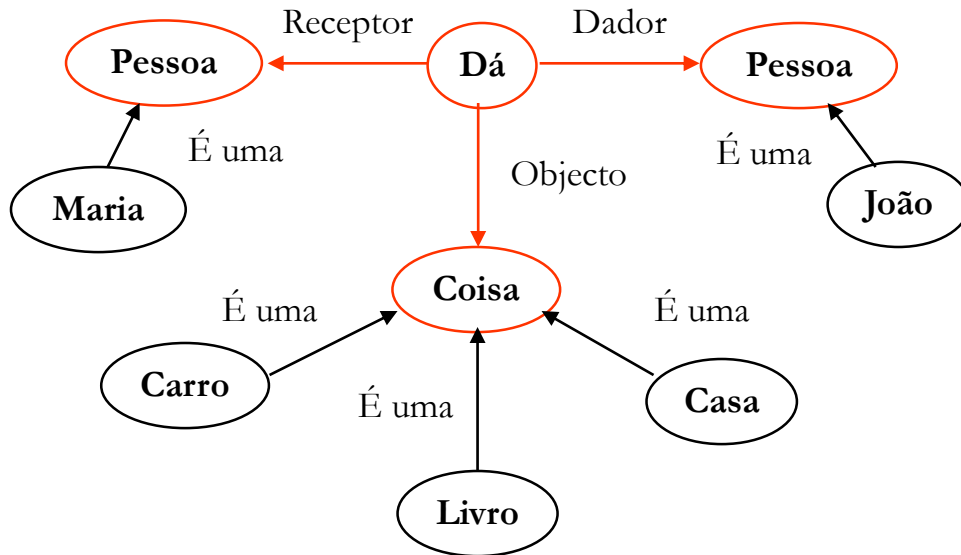 Receptor
Dador
Pessoa
Dá
Pessoa
É uma
É uma
Objecto
Maria
João
Coisa
É uma
É uma
Carro
É uma
Casa
Livro